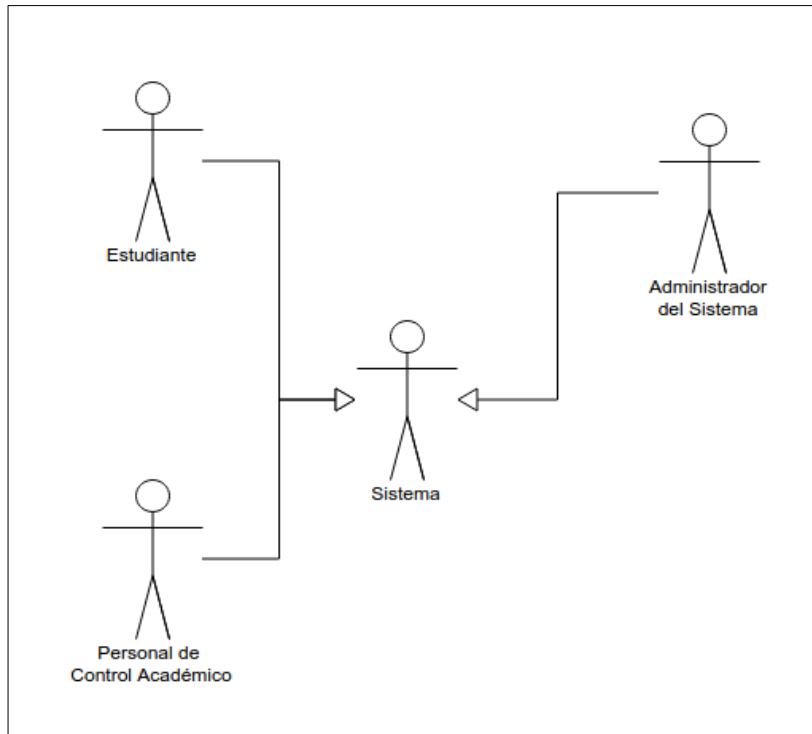 Estudiante
Administrador
del Sistema
Sistema
Personal de
Control Académico